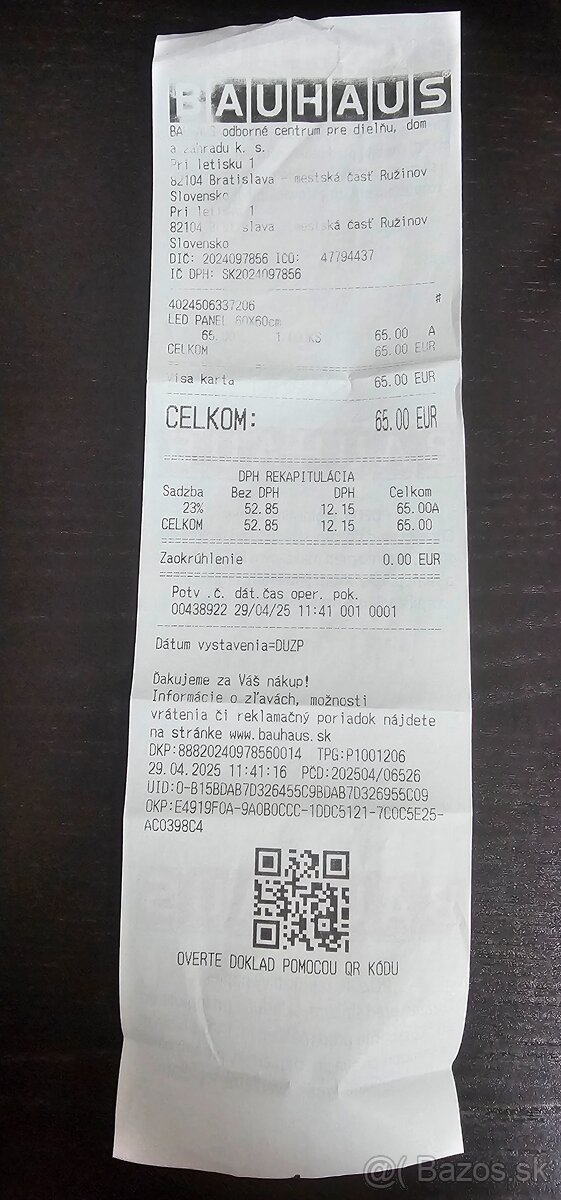 BAUHAUS
odborné centrum pre dielňu, dom
a záhradu k. s.
Pri letisku 1
82104 Bratislava - mestská časť Ružinov
Slovensko
Pri 1
82104 mestská časť Ružinov
Slovensko
DIČ: 2024097856 IČO: 47794437
IČ DPH: SK2024097856
4024506337206 #
LED PANEL 60X60cm
65. KS 65.00 A
CELKOM 65.00 EUR
Visa karta 65.00 EUR
CELKOM: 65.00 EUR
DPH REKAPITULÁCIA
Sadzba Bez DPH DPH Celkom
23% 52.85 12.15 65.00A
CELKOM 52.85 12.15 65.00
Zaokrúhlenie 0.00 EUR
Potv .č. dát.čas oper. pok.
00438922 29/04/25 11:41 001 0001
Dátum vystavenia=DUZP
Ďakujeme za Váš nákup!
Informácie o zľavách, možnosti
vrátenia či reklamačný poriadok nájdete
na stránke www.bauhaus.sk
DKP:88820240978560014 TPG:P1001206
29.04.2025 11:41:16 PČD:202504/06526
UID:O-B15BDAB7D326455C9BDAB7D326955C09
OKP:E4919F0A-9A0B0CCC-1DDC5121-7C0C5E25-
AC0398C4
OVERTE DOKLAD POMOCOU QR KÓDU
@( Bazos.sk